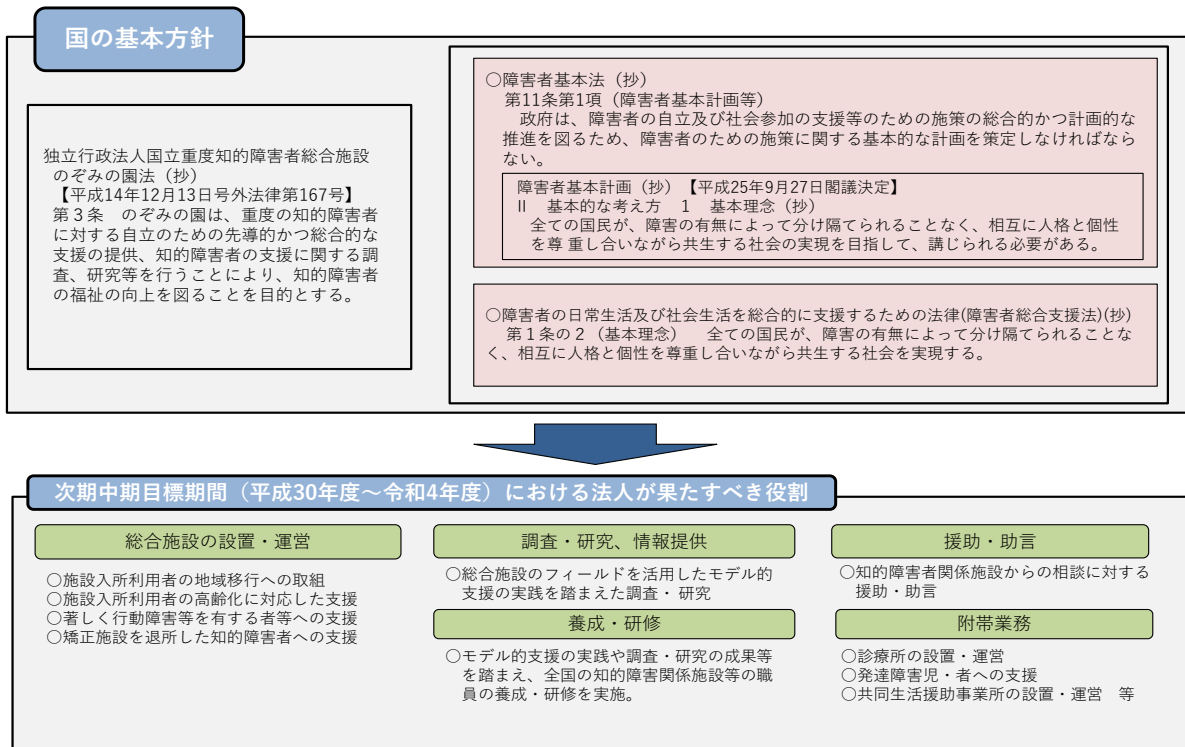 国の基本方針
独立行政法人国立重度知的障害者総合施設
のぞみの園法（抄）
【平成14年12月13日号外法律第167号】
第３条　のぞみの園は、重度の知的障害者
に対する自立のための先導的かつ総合的な
支援の提供、知的障害者の支援に関する調
査、研究等を行うことにより、知的障害者
の福祉の向上を図ることを目的とする。
○障害者基本法（抄）
第11条第1項（障害者基本計画等）
政府は、障害者の自立及び社会参加の支援等のための施策の総合的かつ計画的な
推進を図るため、障害者のための施策に関する基本的な計画を策定しなければなら
ない。
障害者基本計画（抄）【平成25年9月27日閣議決定】
Ⅱ　基本的な考え方　１　基本理念（抄）
全ての国民が、障害の有無によって分け隔てられることなく、相互に人格と個性
を尊 重し合いながら共生する社会の実現を目指して、講じられる必要がある。
○障害者の日常生活及び社会生活を総合的に支援するための法律(障害者総合支援法)(抄)
第１条の２（基本理念）　全ての国民が、障害の有無によって分け隔てられることな
く、相互に人格と個性を尊重し合いながら共生する社会を実現する。
次期中期目標期間（平成30年度～令和4年度）における法人が果たすべき役割
総合施設の設置・運営
○施設入所利用者の地域移行への取組
○施設入所利用者の高齢化に対応した支援
○著しく行動障害等を有する者等への支援
○矯正施設を退所した知的障害者への支援
調査・研究、情報提供
○総合施設のフィールドを活用したモデル的
支援の実践を踏まえた調査・ 研究
養成・研修
○モデル的支援の実践や調査・研究の成果等
を踏まえ、全国の知的障害関係施設等の職
員の養成・研修を実施。
援助・助言
○知的障害者関係施設からの相談に対する
援助・助言
附帯業務
○診療所の設置・運営
○発達障害児・者への支援
○共同生活援助事業所の設置・運営　等